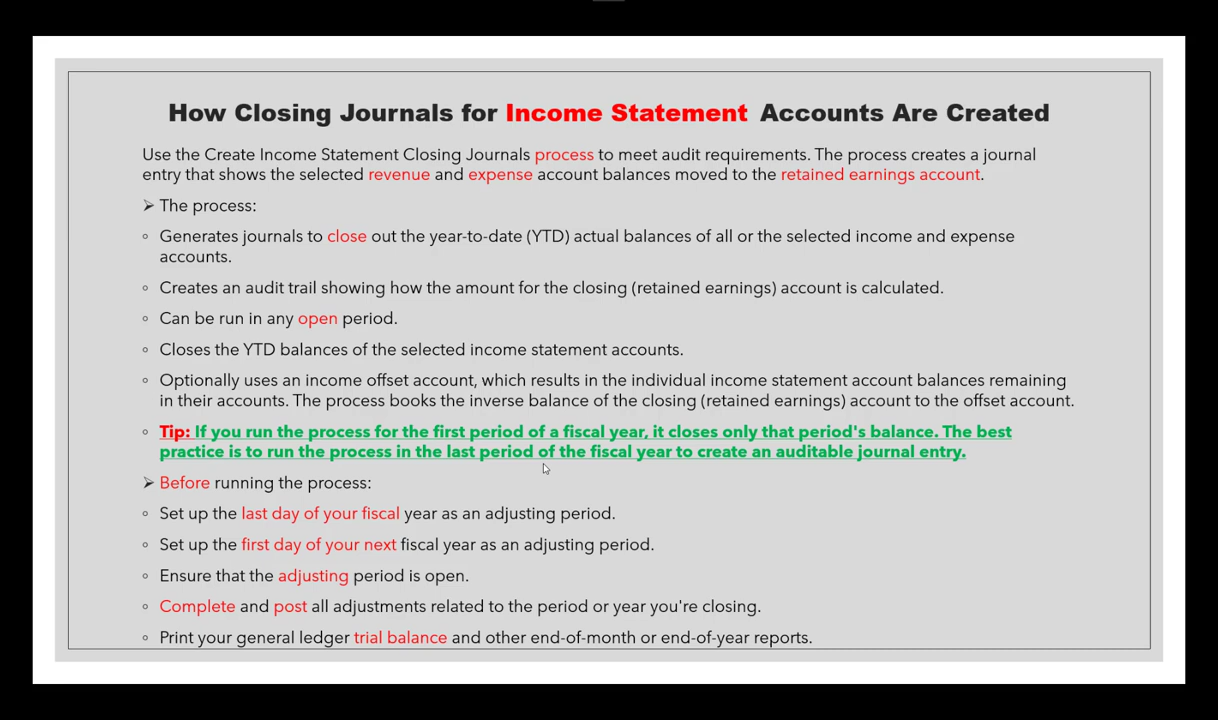 How Closing Journals for Income Statement Accounts Are Created
Use the Create Income Statement Closing Journals process to meet audit requirements. The process creates a journal
entry that shows the selected revenue and expense account balances moved to the retained earnings account.
➢ The process:
◦ Generates journals to close out the year-to-date (YTD) actual balances of all or the selected income and expense
accounts.
◦ Creates an audit trail showing how the amount for the closing (retained earnings) account is calculated.
◦ Can be run in any open period.
◦ Closes the YTD balances of the selected income statement accounts.
◦ Optionally uses an income offset account, which results in the individual income statement account balances remaining
in their accounts. The process books the inverse balance of the closing (retained earnings) account to the offset account.
◦ Tip: If you run the process for the first period of a fiscal year, it closes only that period's balance. The best
practice is to run the process in the last period of the fiscal year to create an auditable journal entry.
➢ Before running the process:
◦ Set up the last day of your fiscal year as an adjusting period.
◦ Set up the first day of your next fiscal year as an adjusting period.
◦ Ensure that the adjusting period is open.
◦ Complete and post all adjustments related to the period or year you're closing.
◦ Print your general ledger trial balance and other end-of-month or end-of-year reports.